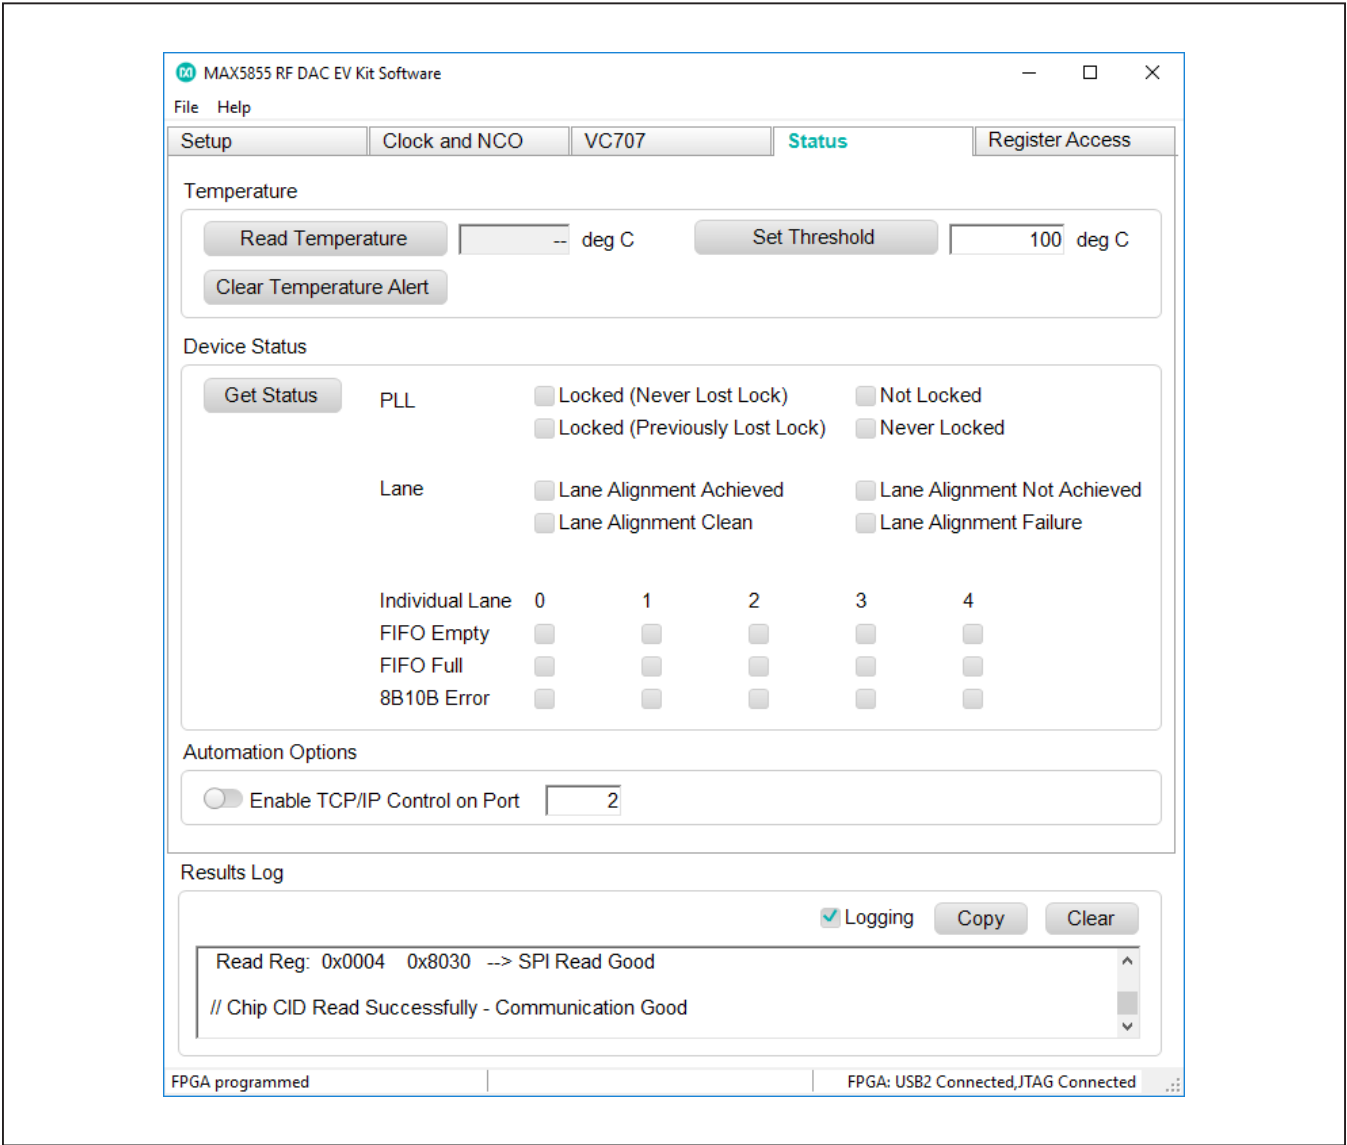 MAX5855 RF DAC EV Kit Software
File Help
Setup Clock and NCO VC707 Status Register Access
Temperature
Read Temperature -- deg C Set Threshold 100 deg C
Clear Temperature Alert
Device Status
Get Status PLL Locked (Never Lost Lock) Not Locked
Locked (Previously Lost Lock) Never Locked
Lane Lane Alignment Achieved Lane Alignment Not Achieved
Lane Alignment Clean Lane Alignment Failure
Individual Lane 0 1 2 3 4
FIFO Empty
FIFO Full
8B10B Error
Automation Options
Enable TCP/IP Control on Port 2
Results Log
Logging Copy Clear
Read Reg: 0x0004 0x8030 --> SPI Read Good
// Chip CID Read Successfully - Communication Good
FPGA programmed FPGA: USB2 Connected,JTAG Connected